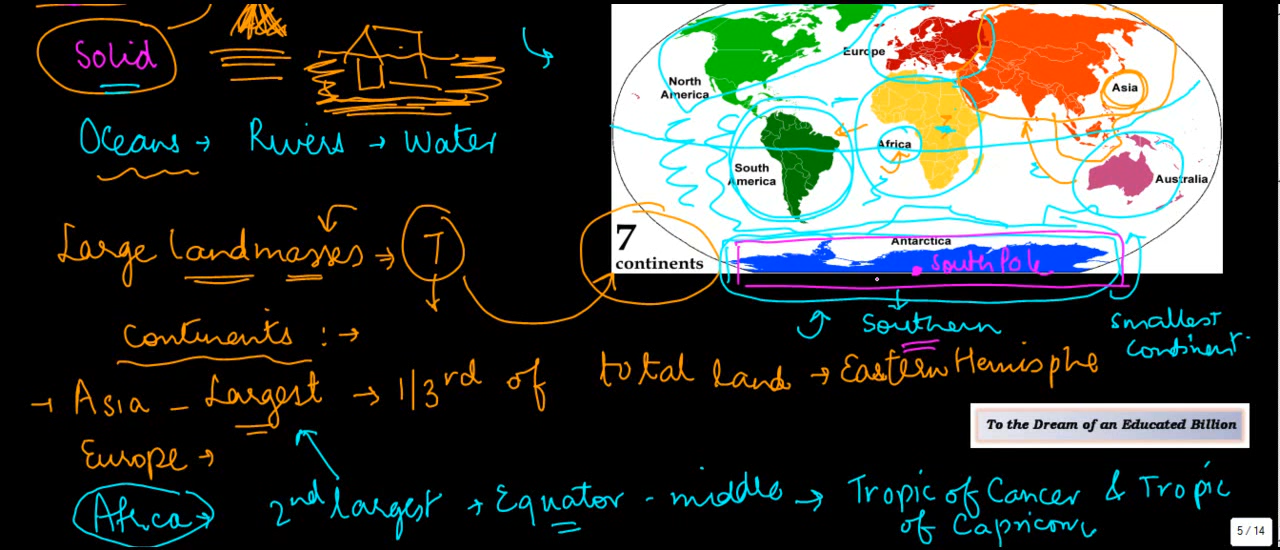 Solid
Oceans → Rivers → Water
Large landmasses → 7
Continents : →
→ Asia - Largest → 1/3rd of total land → Eastern Hemisphe
Europe →
Africa → 2nd largest → Equator - middle → Tropic of Cancer & Tropic
of Capricorn
North
America
Europe
Asia
Africa
South
America
Australia
7
continents
Antarctica
South Pole
Southern
smallest
continent
To the Dream of an Educated Billion
5 / 14